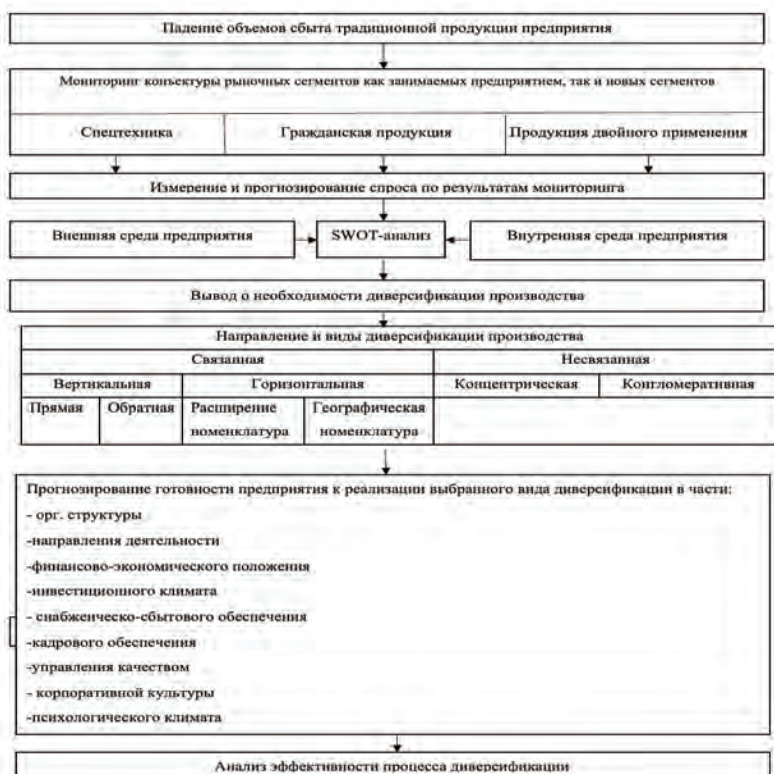 Падение объемов сбыта традиционной продукции предприятия
Мониторинг конъектуры рыночных сегментов как занимаемых предприятием, так и новых сегментов
Спецтехника
Гражданская продукция
Продукция двойного применения
Измерение и прогнозирование спроса по результатам мониторинга
Внешняя среда предприятия
SWOT-анализ
Внутренняя среда предприятия
Вывод о необходимости диверсификации производства
Направление и виды диверсификации производства
Связанная
Несвязанная
Вертикальная
Горизонтальная
Концентрическая
Конгломеративная
Прямая
Обратная
Расширение
номенклатура
Географическая
номенклатура
Прогнозирование готовности предприятия к реализации выбранного вида диверсификации в части:
- орг. структуры
-направления деятельности
-финансово-экономического положения
-инвестиционного климата
- снабженческо-сбытового обеспечения
-кадрового обеспечения
-управления качеством
- корпоративной культуры
-психологического климата
Анализ эффективности процесса диверсификации